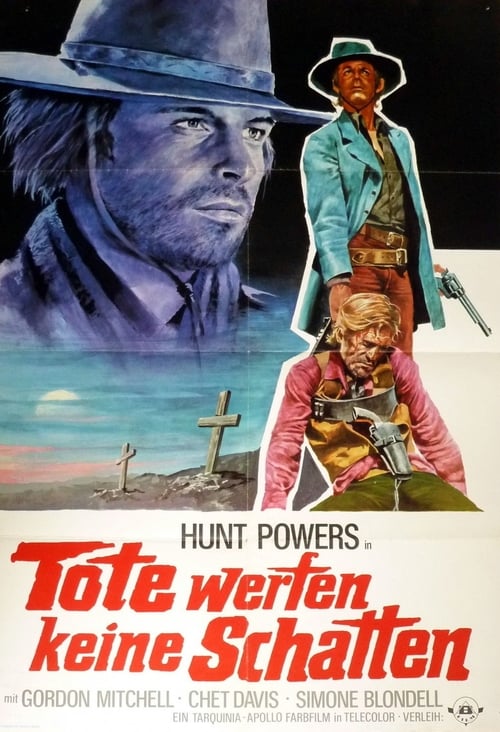 HUNT POWERS in
Tote werfen
keine Schatten
mit GORDON MITCHELL · CHET DAVIS · SIMONE BLONDELL
EIN TARQUINIA-APOLLO FARBFILM in TELECOLOR · VERLEIH: